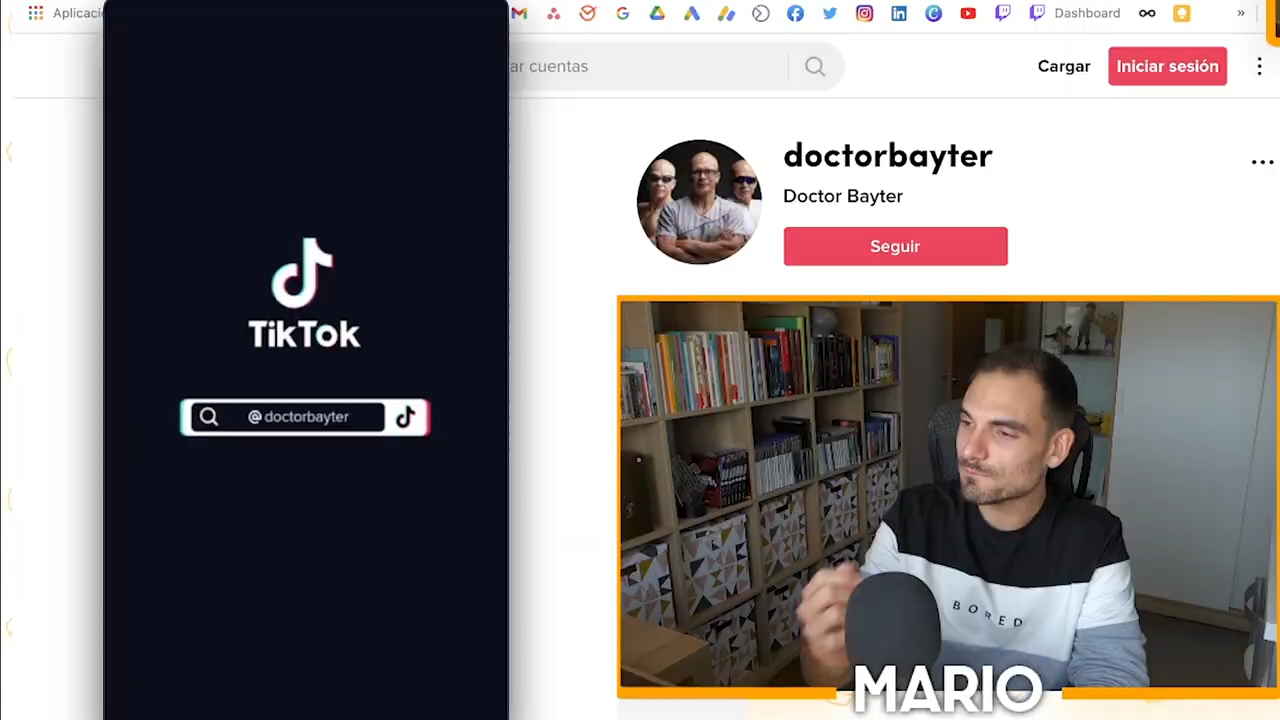 Aplicaci
Dashboard
»
ar cuentas
Cargar
Iniciar sesión
doctorbayter
Doctor Bayter
Seguir
TikTok
@doctorbayter
BORED
MARIO